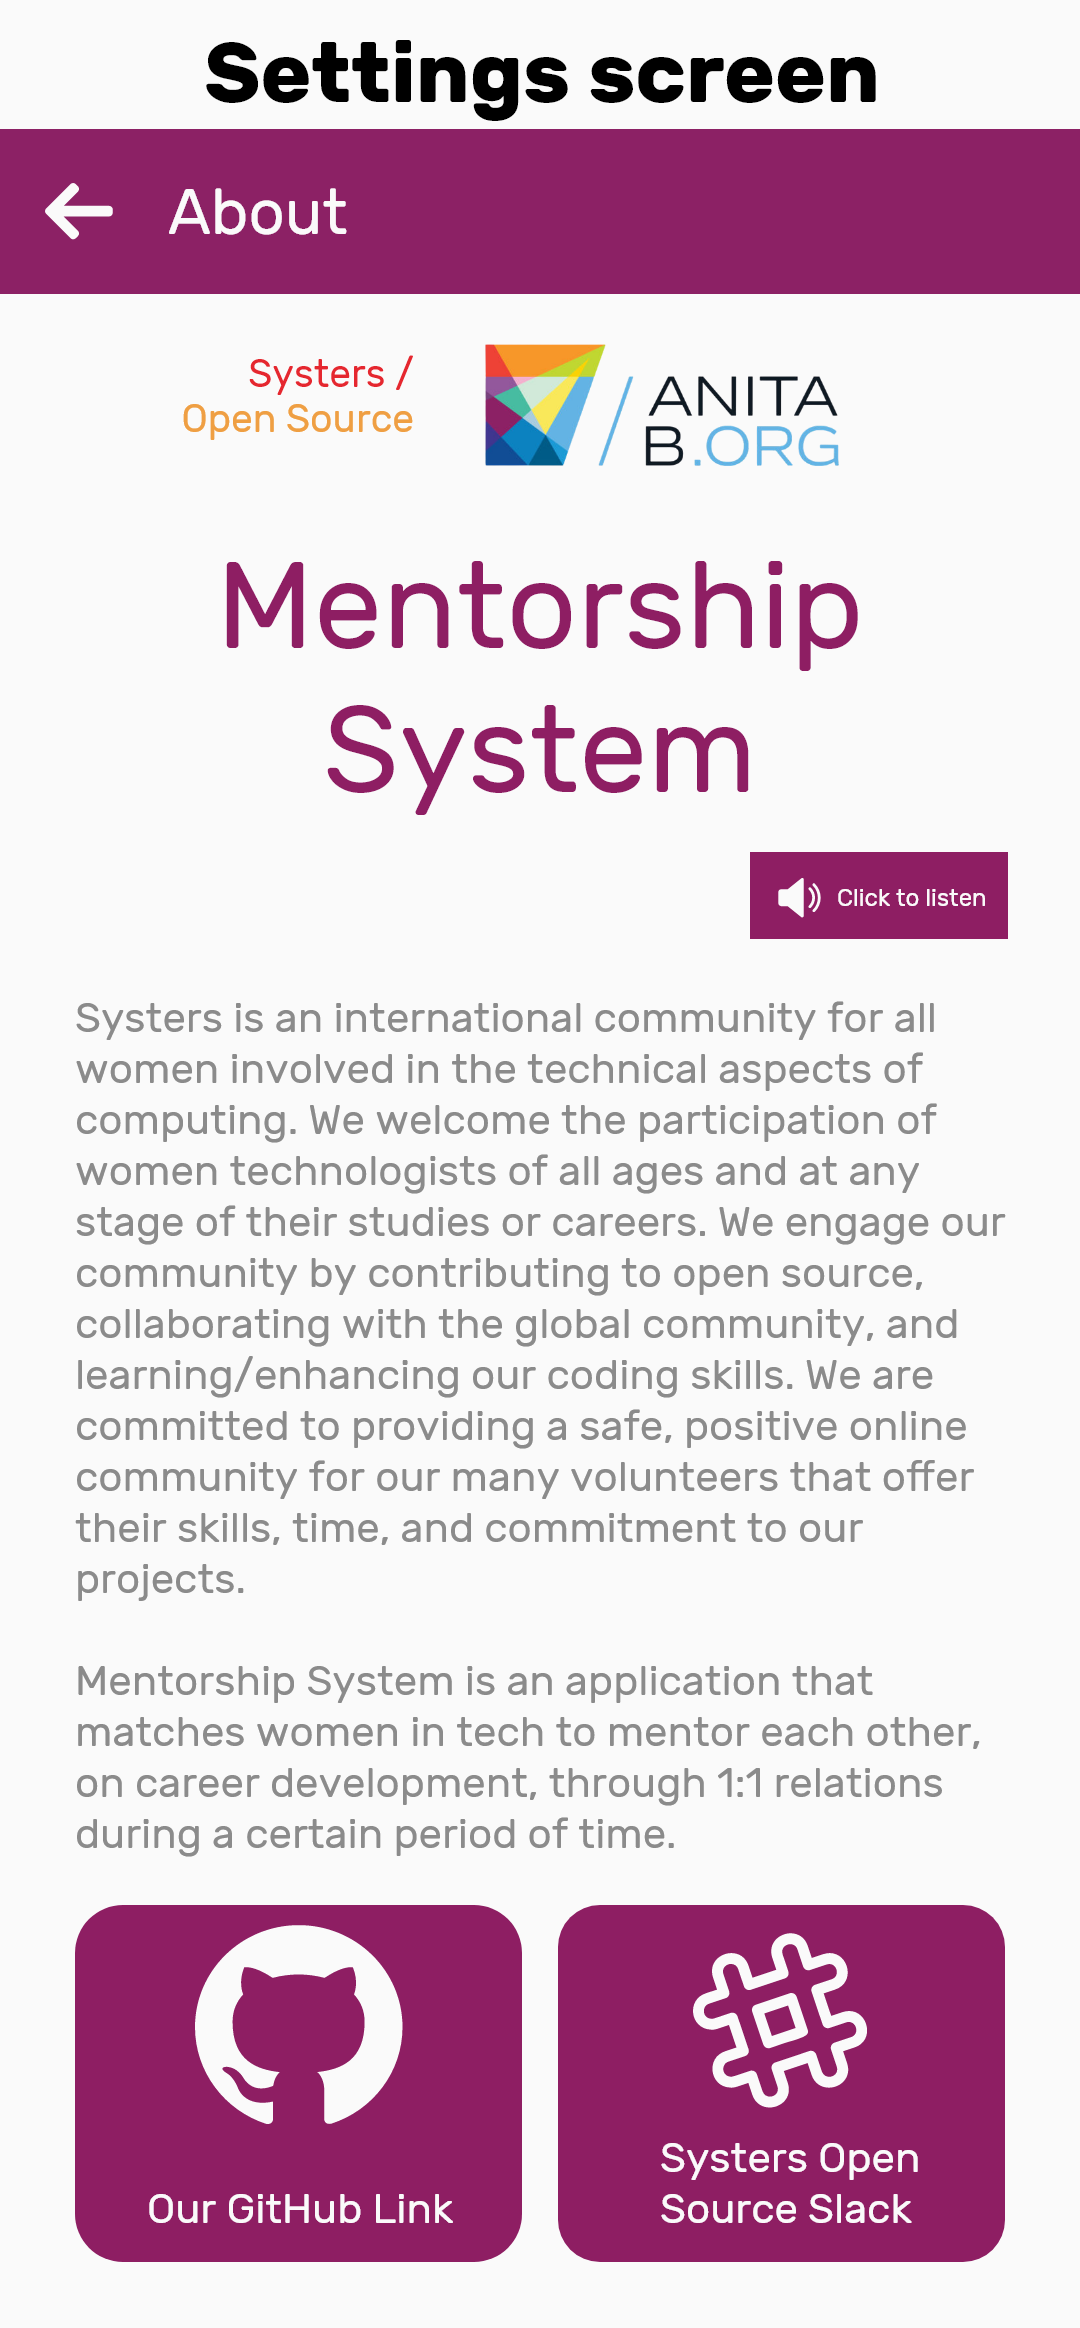 Settings screen
About
Systers /
Open Source
ANITA
B.ORG
Mentorship
System
Click to listen
Systers is an international community for all
women involved in the technical aspects of
computing. We welcome the participation of
women technologists of all ages and at any
stage of their studies or careers. We engage our
community by contributing to open source,
collaborating with the global community, and
learning/enhancing our coding skills. We are
committed to providing a safe, positive online
community for our many volunteers that offer
their skills, time, and commitment to our
projects.
Mentorship System is an application that
matches women in tech to mentor each other,
on career development, through 1:1 relations
during a certain period of time.
Our GitHub Link
Systers Open
Source Slack